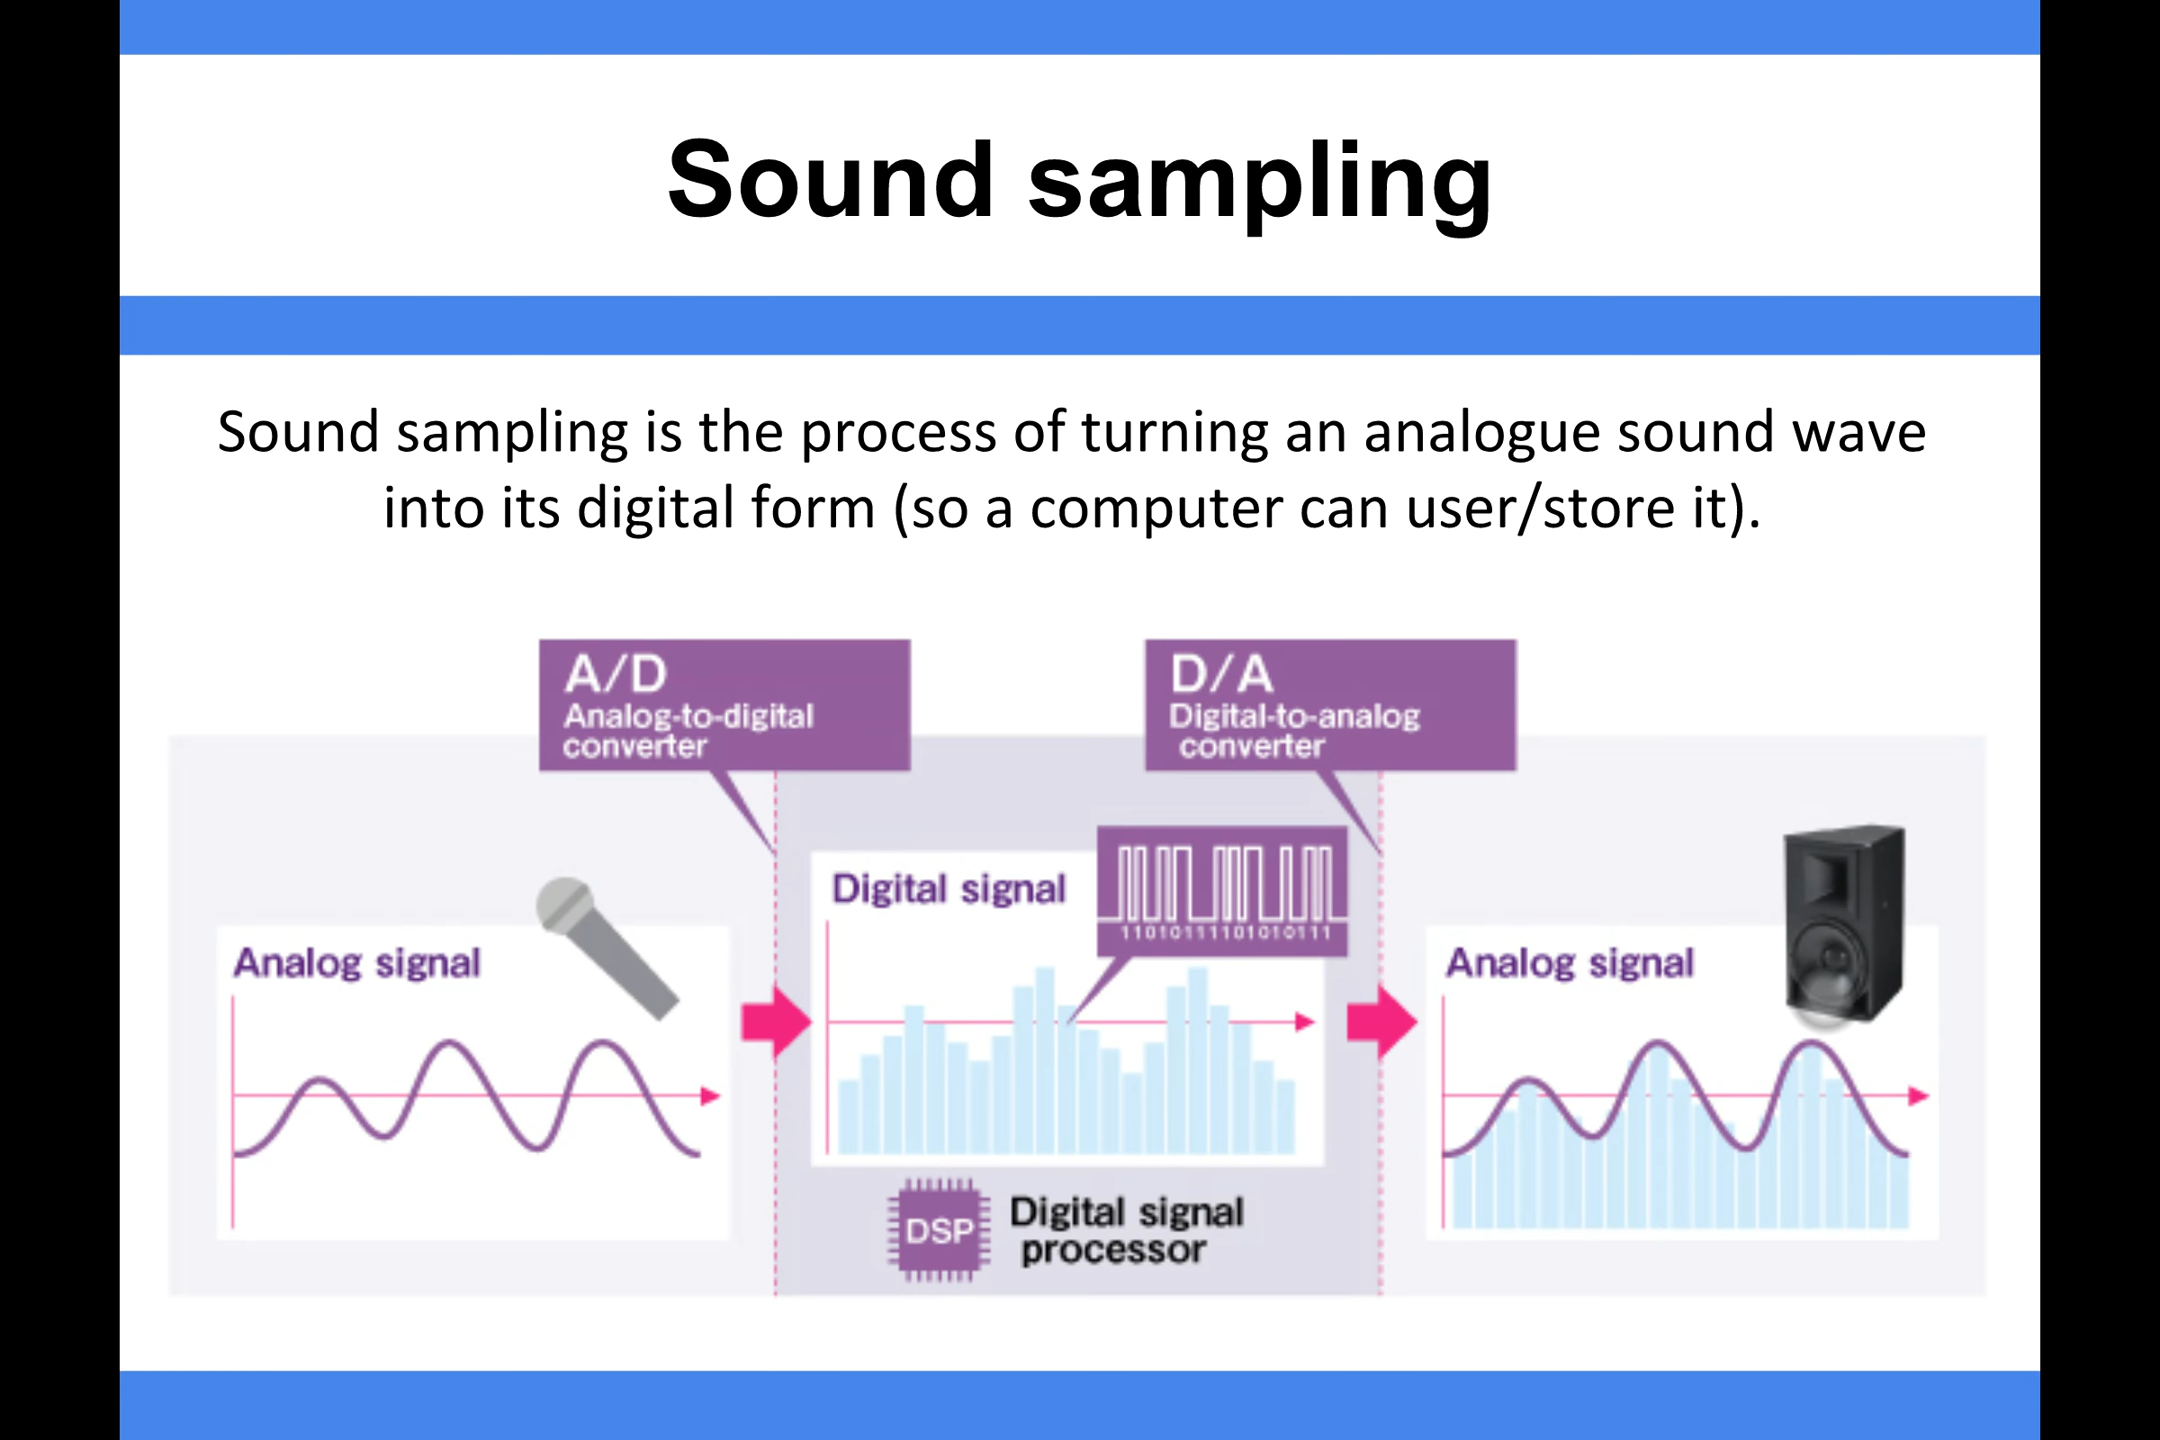 Sound sampling
Sound sampling is the process of turning an analogue sound wave
into its digital form (so a computer can user/store it).
A/D
Analog-to-digital
converter
D/A
Digital-to-analog
converter
Analog signal
Digital signal
11010111101010111
Analog signal
DSP
Digital signal
processor